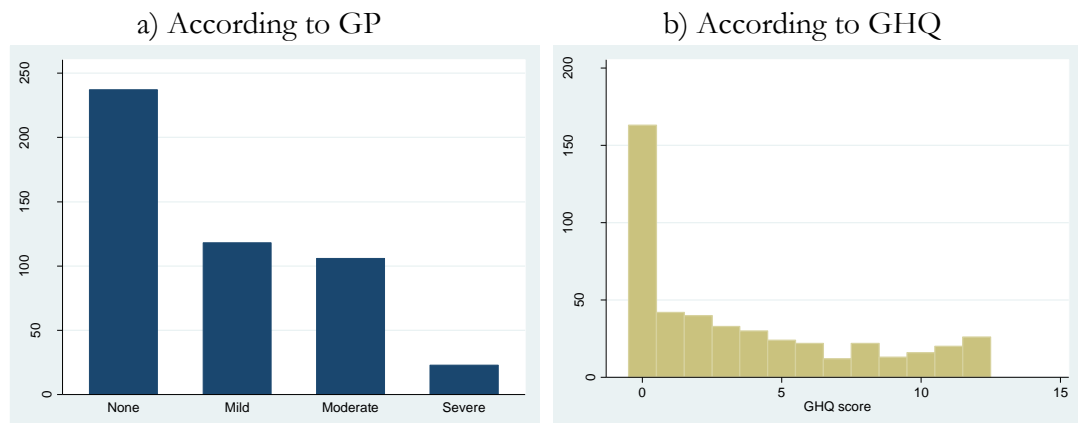 a) According to GP
250
200
150
100
50
0
None Mild Moderate Severe
b) According to GHQ
200
150
100
50
0
0 5 10 15
GHQ score